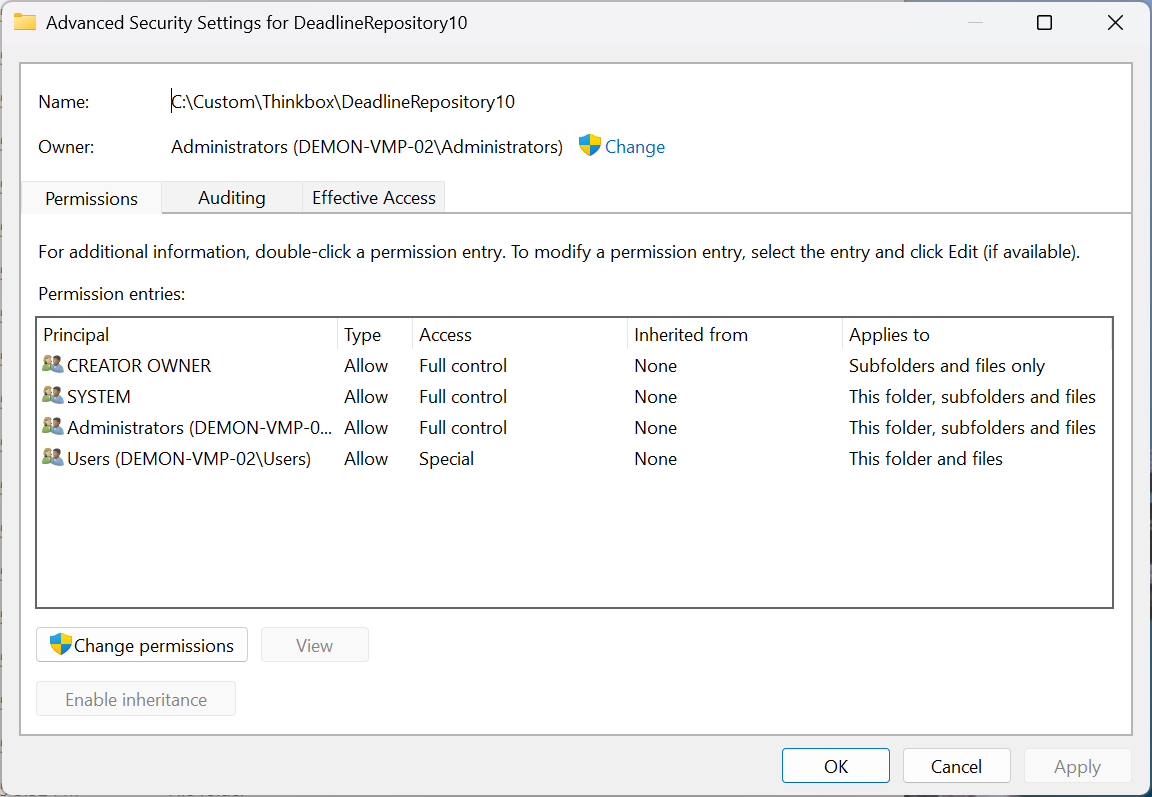 Advanced Security Settings for DeadlineRepository10
Name: C:\Custom\Thinkbox\DeadlineRepository10
Owner: Administrators (DEMON-VMP-02\Administrators) Change
Permissions Auditing Effective Access
For additional information, double-click a permission entry. To modify a permission entry, select the entry and click Edit (if available).
Permission entries:
Principal Type Access Inherited from Applies to
CREATOR OWNER Allow Full control None Subfolders and files only
SYSTEM Allow Full control None This folder, subfolders and files
Administrators (DEMON-VMP-0... Allow Full control None This folder, subfolders and files
Users (DEMON-VMP-02\Users) Allow Special None This folder and files
Change permissions View
Enable inheritance
OK Cancel Apply